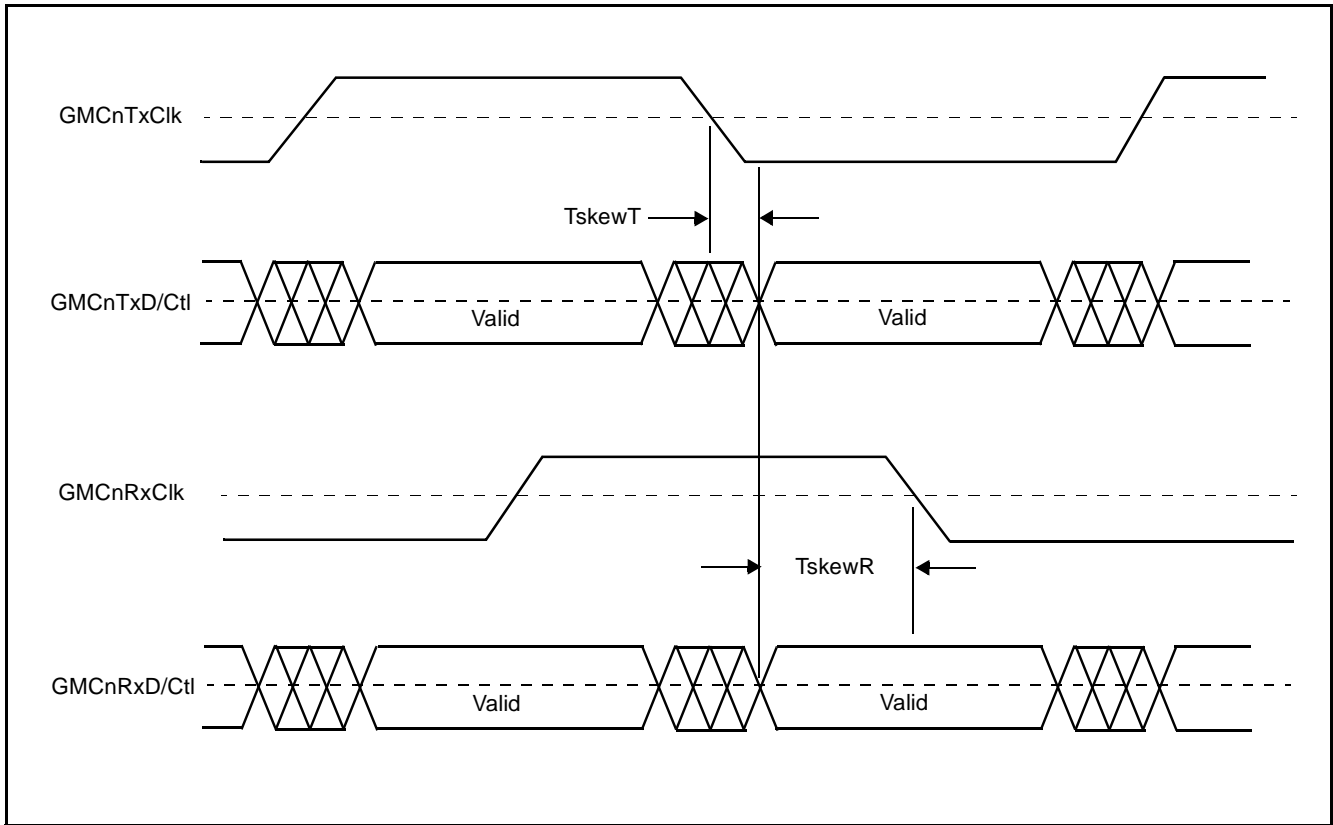 GMCnTxClk
TskewT
GMCnTxD/Ctl
Valid
Valid
GMCnRxClk
TskewR
GMCnRxD/Ctl
Valid
Valid